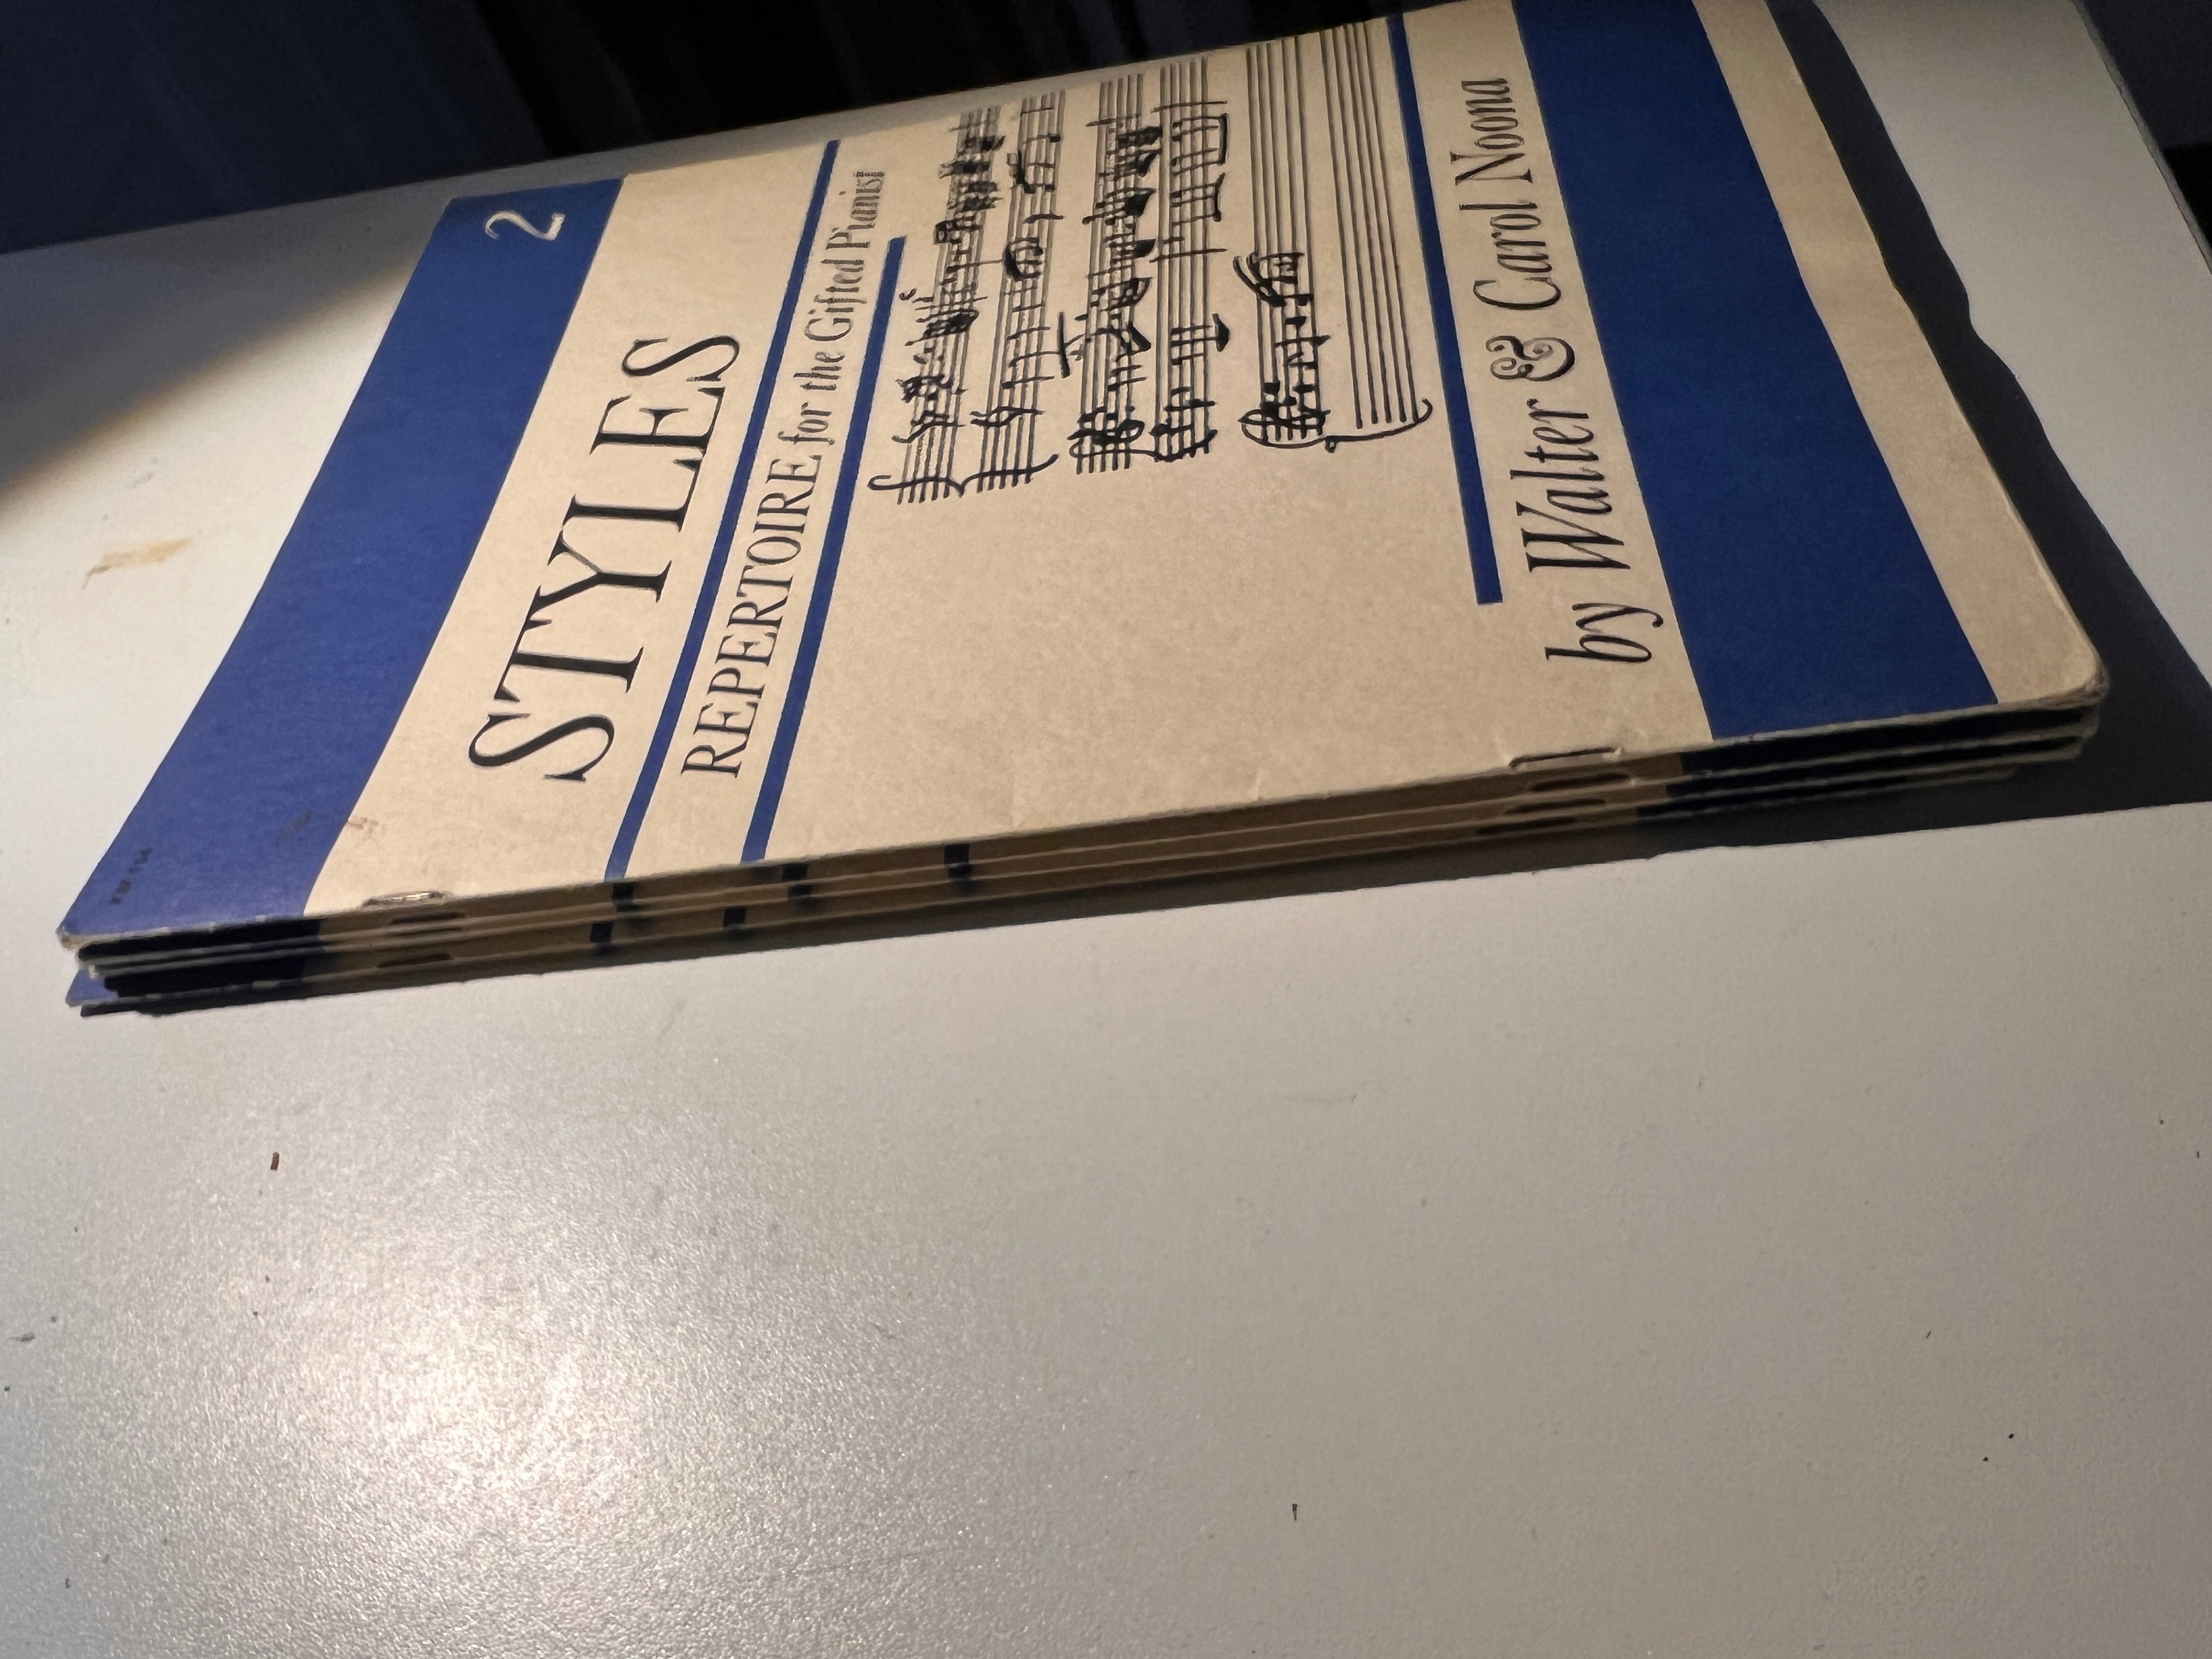 2
STYLES
REPERTOIRE for the Gifted Pianist
by Walter & Carol Noona